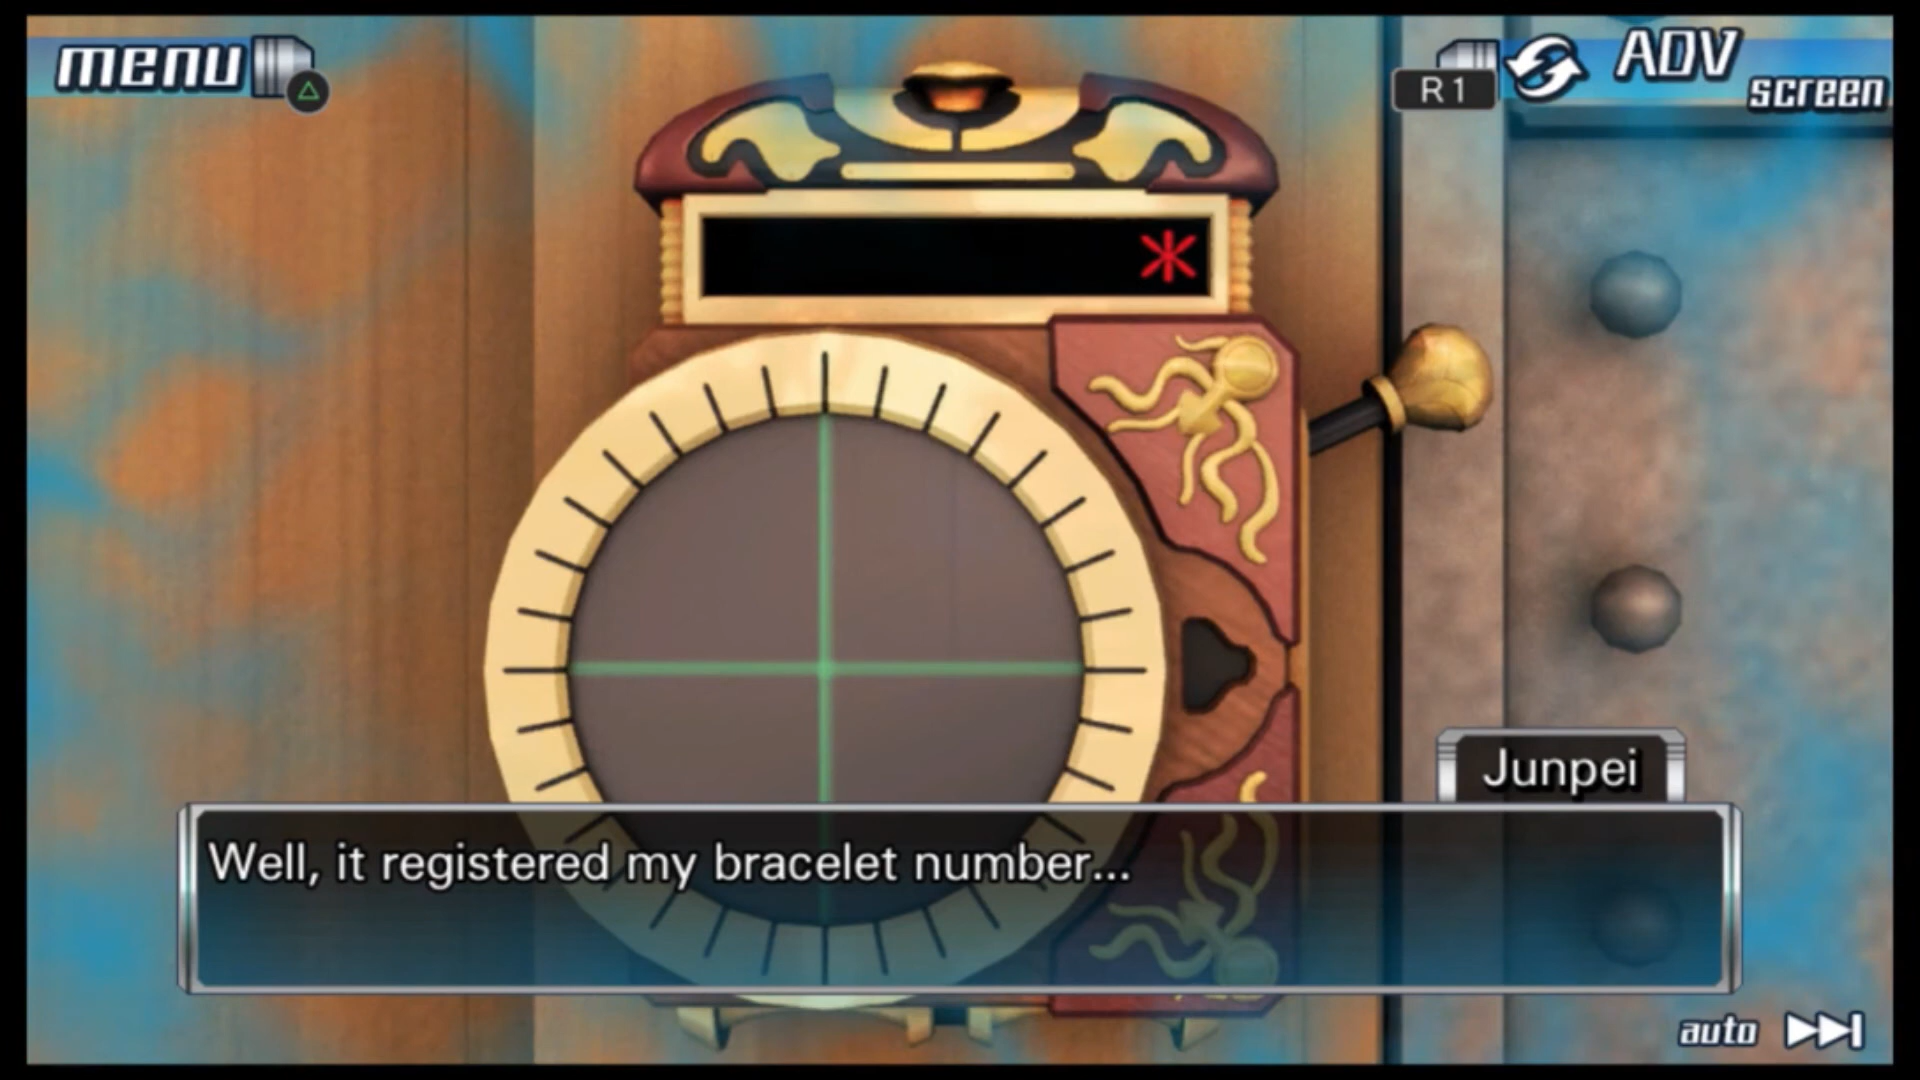 menu
R1
ADV
screen
*
Junpei
Well, it registered my bracelet number...
auto